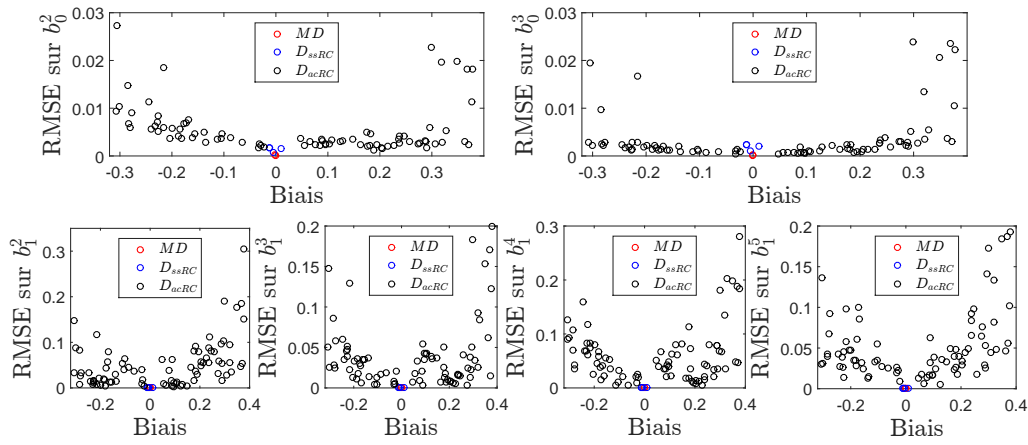 RMSE sur b_0^2
0.03
0.02
0.01
0
MD
D_ssRC
D_acRC
-0.3 -0.2 -0.1 0 0.1 0.2 0.3
Biais
RMSE sur b_0^3
0.03
0.02
0.01
0
MD
D_ssRC
D_acRC
-0.3 -0.2 -0.1 0 0.1 0.2 0.3
Biais
RMSE sur b_1^2
0.3
0.2
0.1
0
MD
D_ssRC
D_acRC
-0.2 0 0.2 0.4
Biais
RMSE sur b_1^3
0.2
0.15
0.1
0.05
0
MD
D_ssRC
D_acRC
-0.2 0 0.2 0.4
Biais
RMSE sur b_1^4
0.3
0.2
0.1
0
MD
D_ssRC
D_acRC
-0.2 0 0.2 0.4
Biais
RMSE sur b_1^5
0.2
0.15
0.1
0.05
0
MD
D_ssRC
D_acRC
-0.2 0 0.2 0.4
Biais